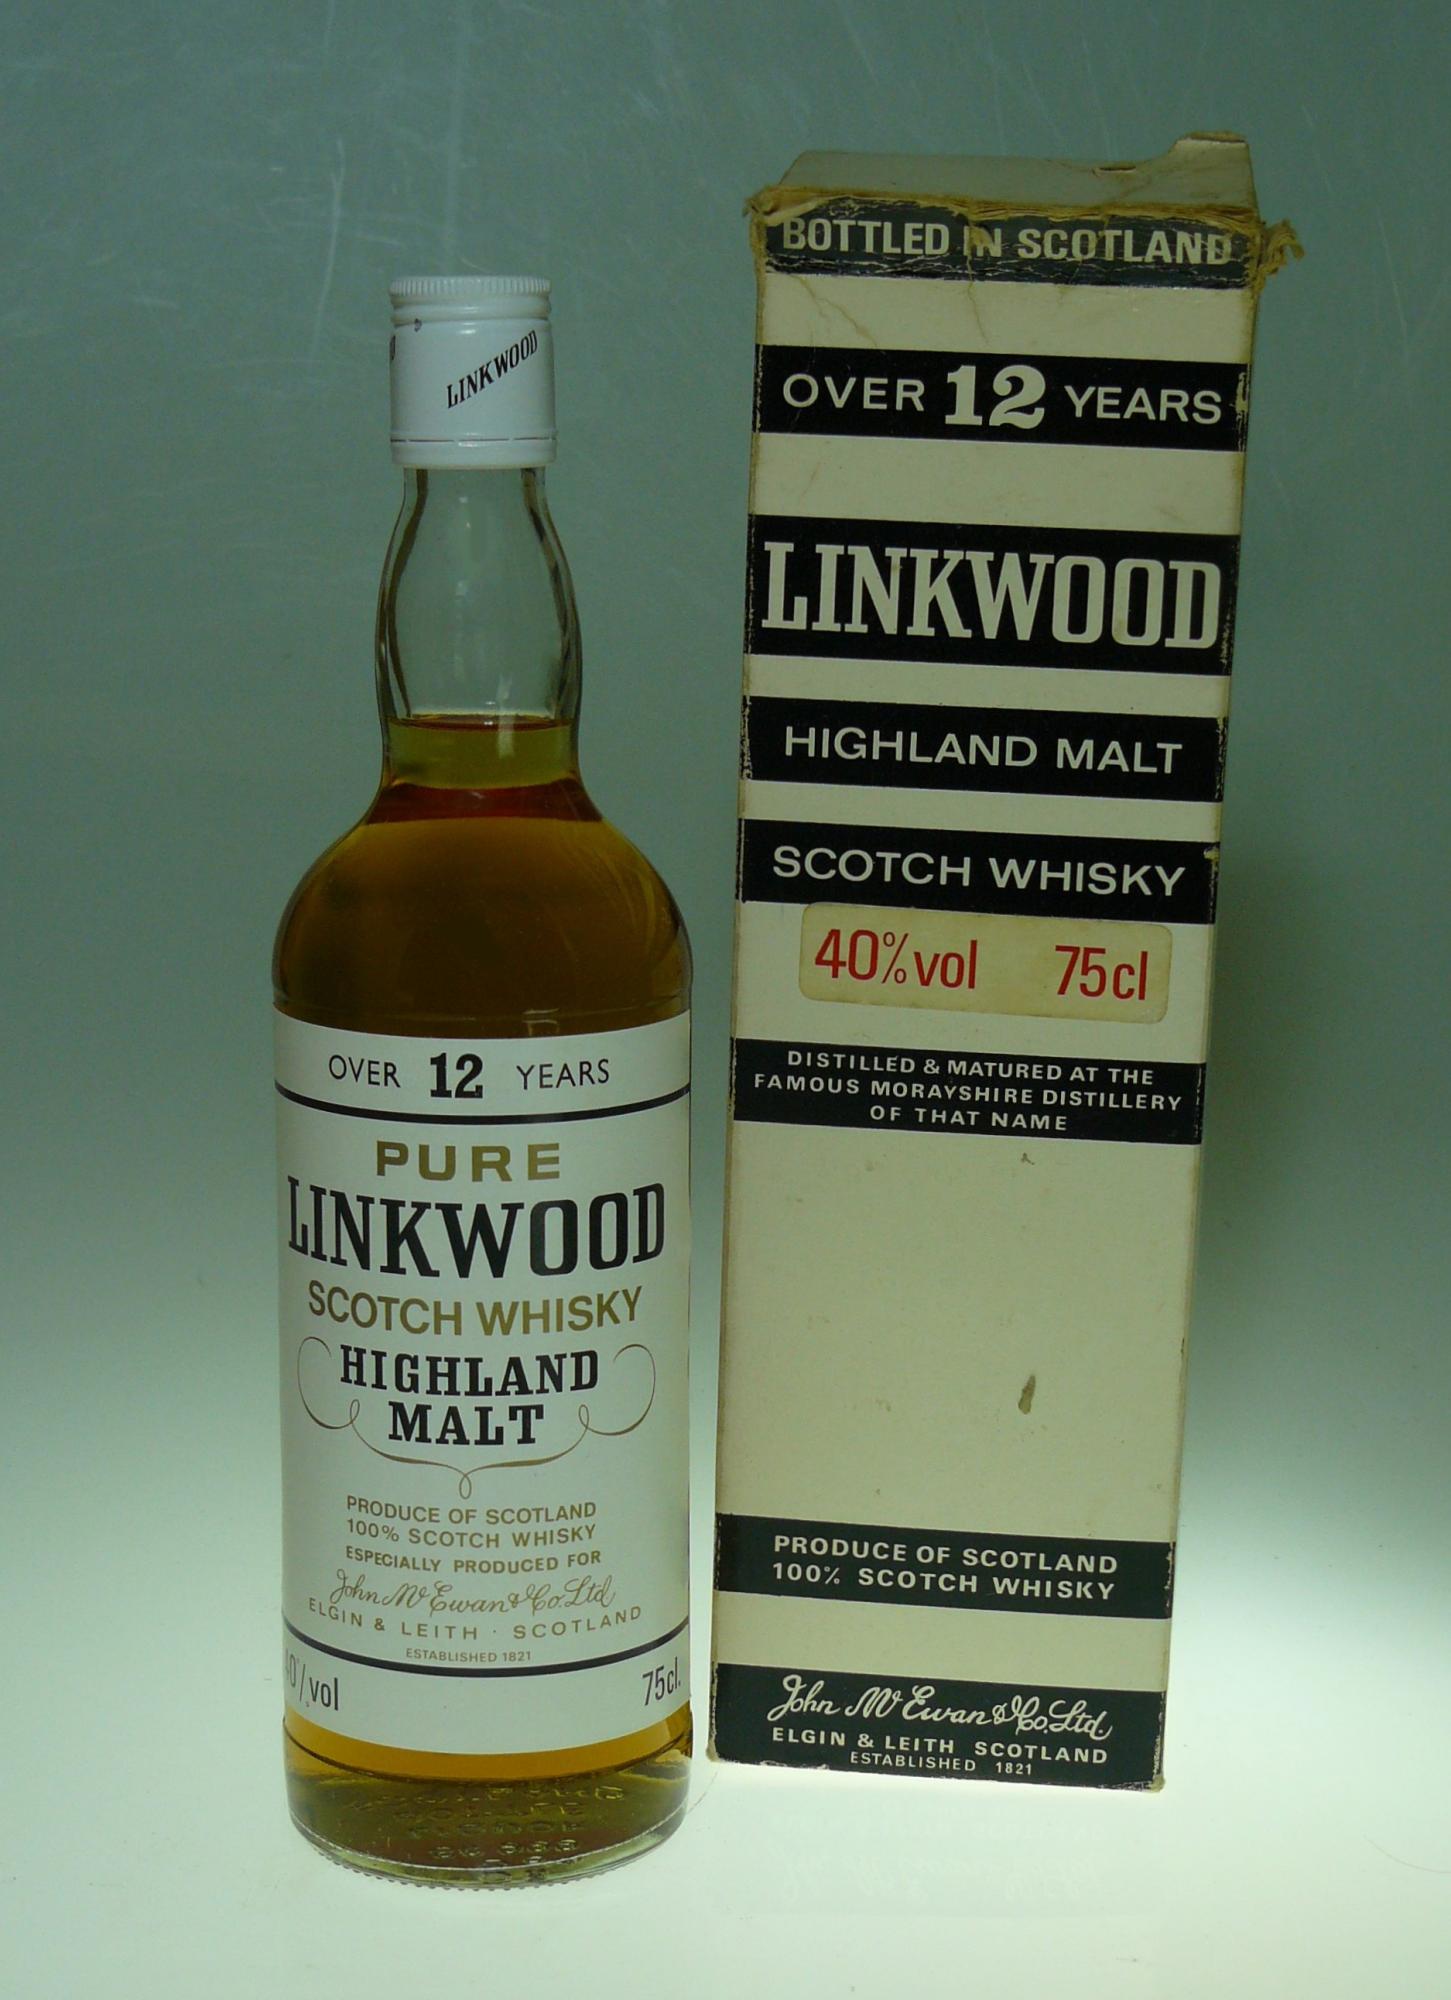 LINKWOOD
OVER 12 YEARS
PURE
LINKWOOD
SCOTCH WHISKY
HIGHLAND
MALT
PRODUCE OF SCOTLAND
100% SCOTCH WHISKY
ESPECIALLY PRODUCED FOR
John McEwan & Co. Ltd.
ELGIN & LEITH · SCOTLAND
ESTABLISHED 1821
40%vol 75cl.
BOTTLED IN SCOTLAND
OVER 12 YEARS
LINKWOOD
HIGHLAND MALT
SCOTCH WHISKY
40%vol 75cl
DISTILLED & MATURED AT THE
FAMOUS MORAYSHIRE DISTILLERY
OF THAT NAME
PRODUCE OF SCOTLAND
100% SCOTCH WHISKY
John McEwan & Co. Ltd.
ELGIN & LEITH SCOTLAND
ESTABLISHED 1821